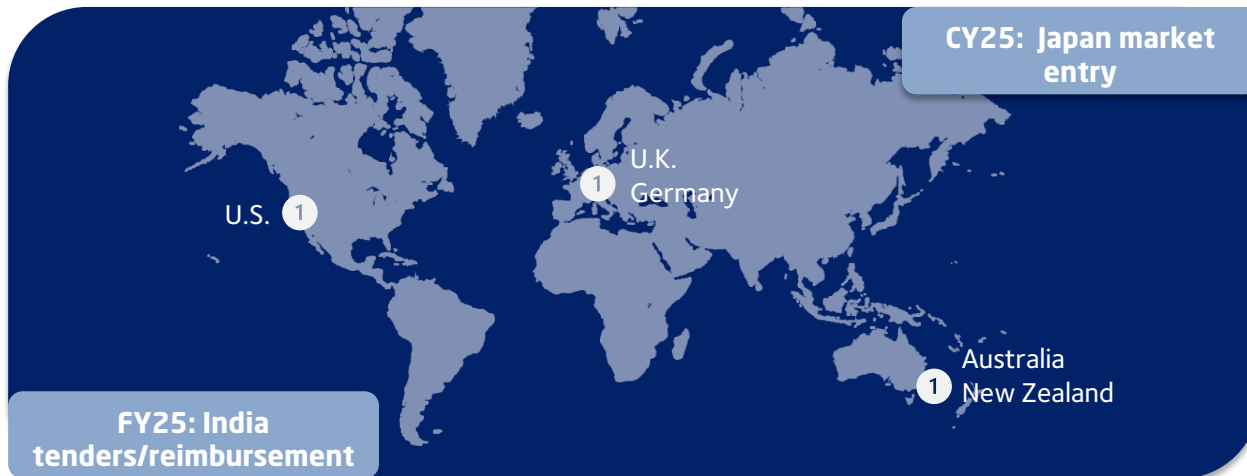 CY25: Japan market
entry
U.K.
1
Germany
U.S.
1
Australia
1
New Zealand
FY25: India
tenders/reimbursement